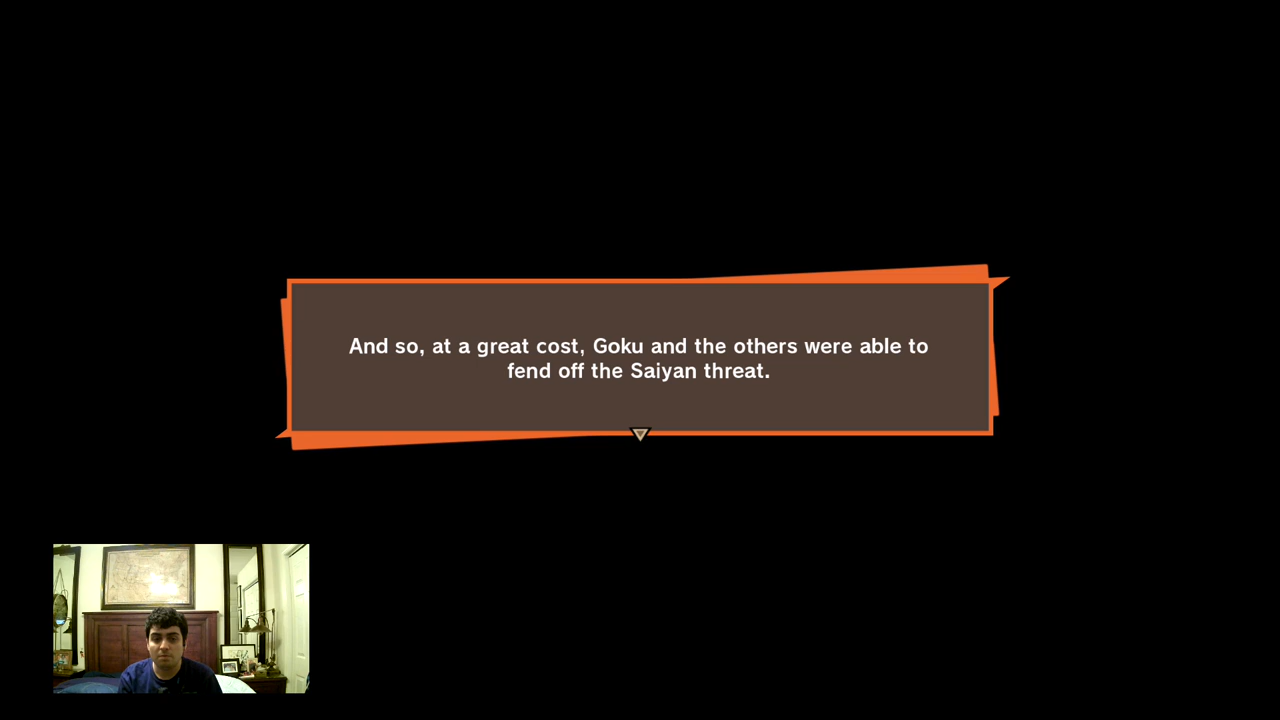 And so, at a great cost, Goku and the others were able to
fend off the Saiyan threat.